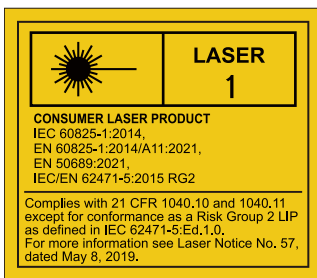 LASER
1
CONSUMER LASER PRODUCT
IEC 60825-1:2014,
EN 60825-1:2014/A11:2021,
EN 50689:2021,
IEC/EN 62471-5:2015 RG2
Complies with 21 CFR 1040.10 and 1040.11
except for conformance as a Risk Group 2 LIP
as defined in IEC 62471-5:Ed.1.0.
For more information see Laser Notice No. 57,
dated May 8, 2019.